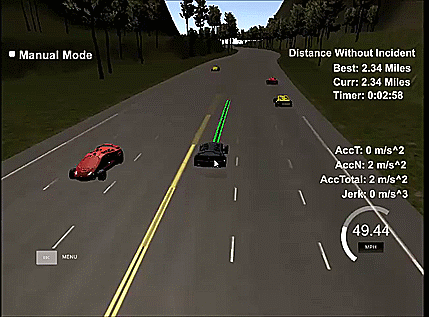 Manual Mode
Distance Without Incident
Best: 2.34 Miles
Curr: 2.34 Miles
Timer: 0:02:58
AccT: 0 m/s^2
AccN: 2 m/s^2
AccTotal: 2 m/s^2
Jerk: 0 m/s^3
49.44
MPH
ESC MENU